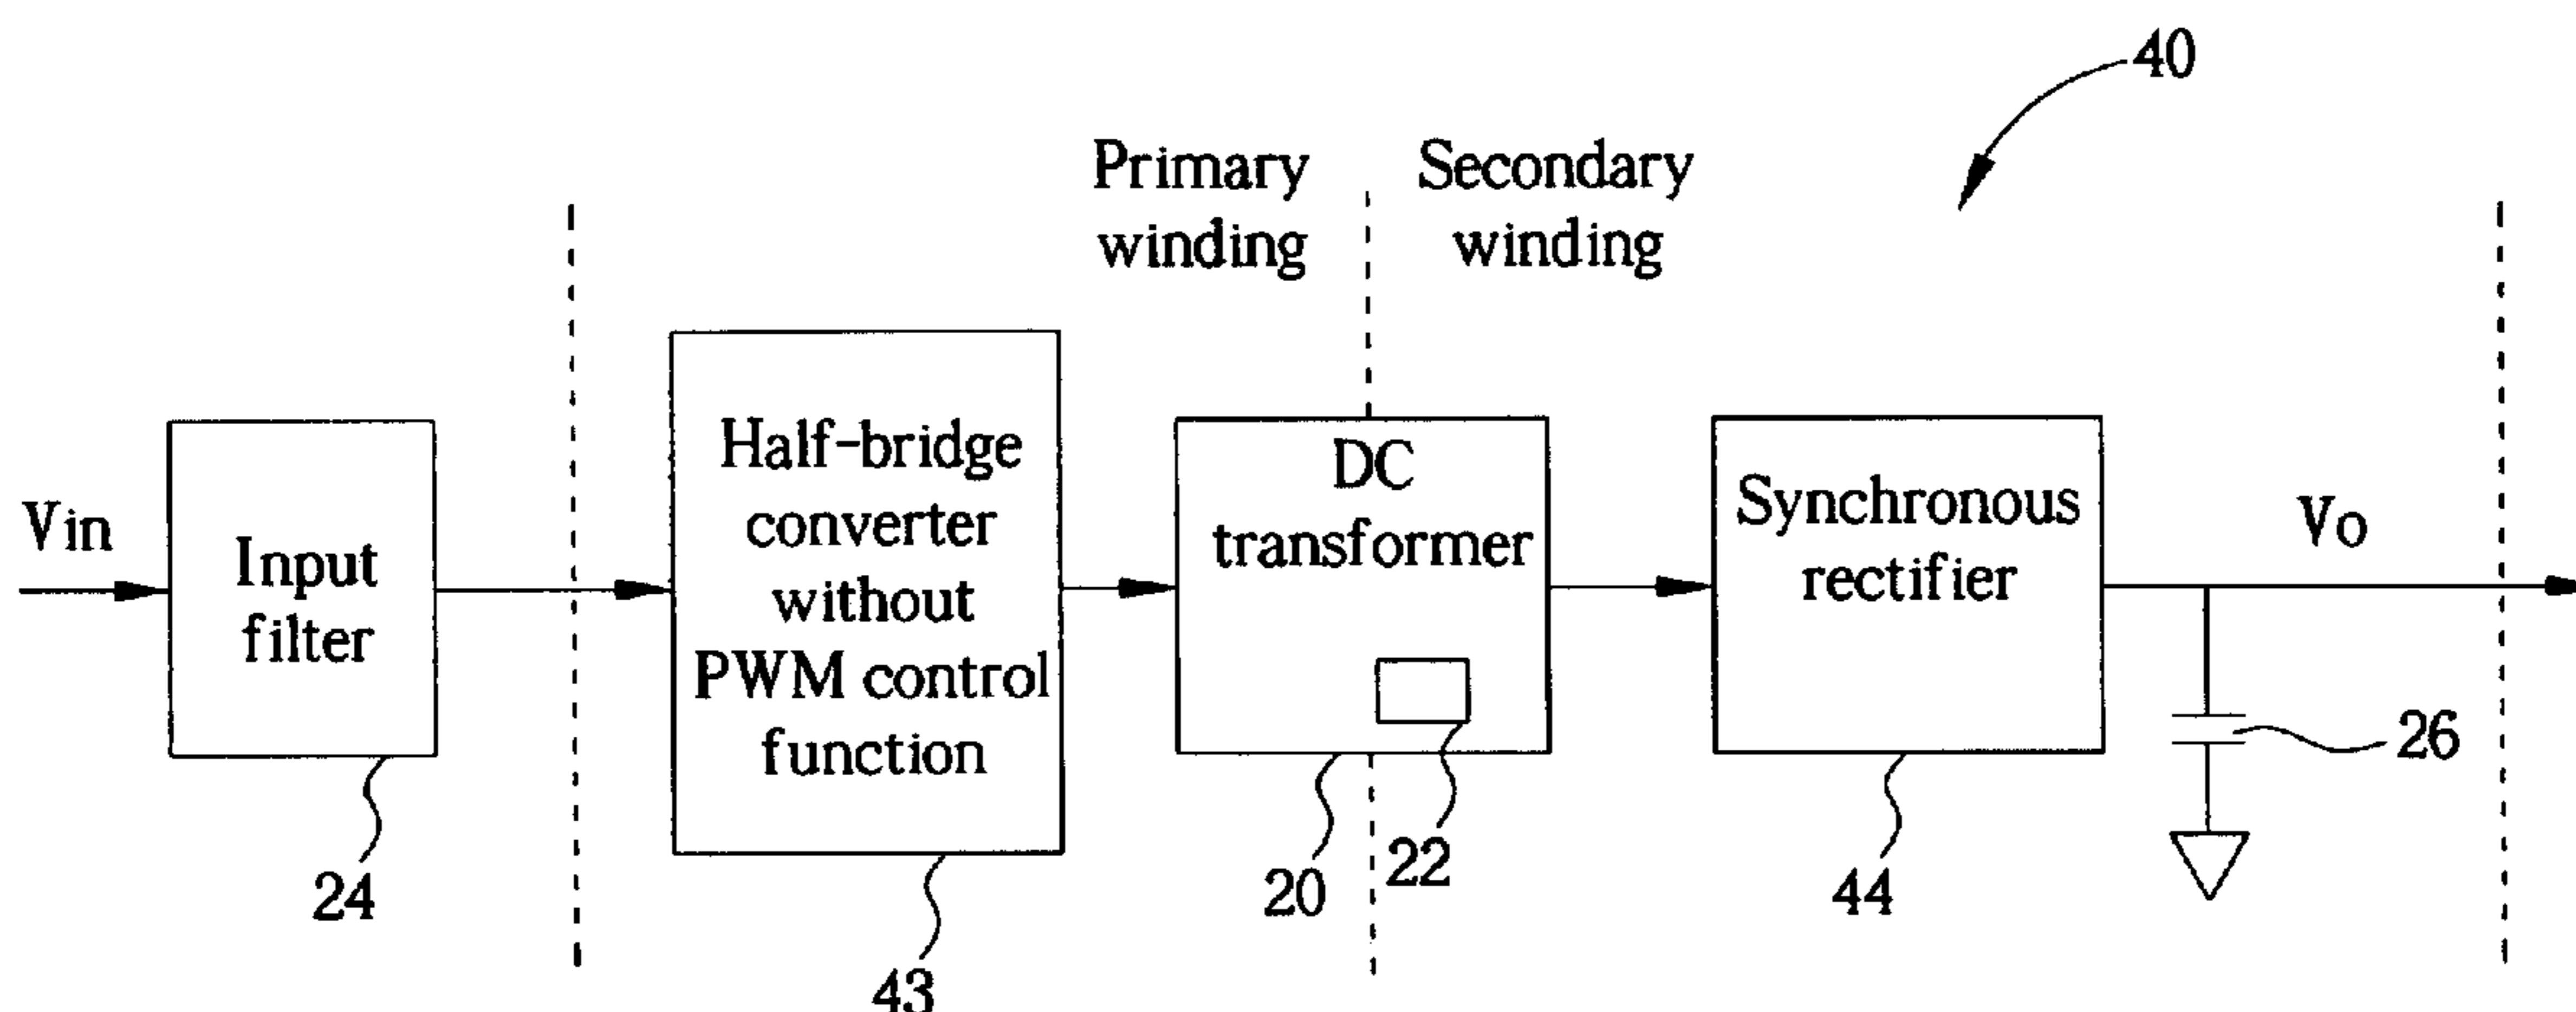 40
Primary
winding
Secondary
winding
Vin
Input
filter
Half-bridge
converter
without
PWM control
function
DC
transformer
Synchronous
rectifier
Vo
24
43
20
22
44
26